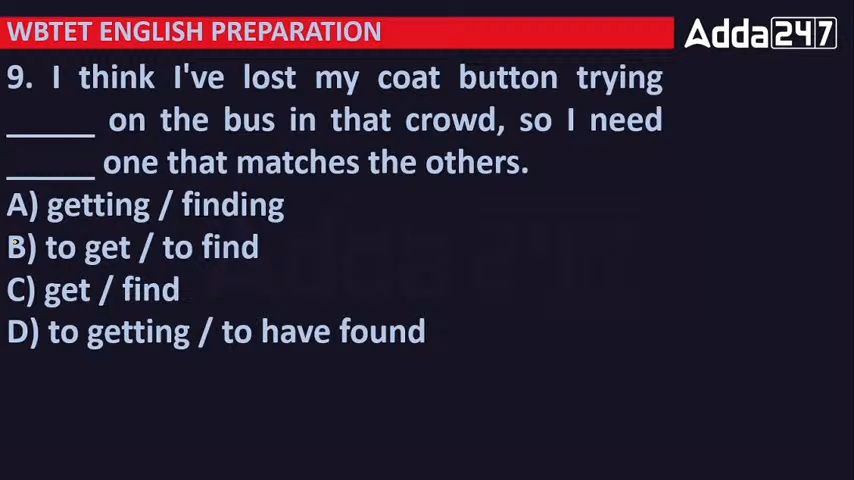 WBTET ENGLISH PREPARATION
Adda247
9. I think I've lost my coat button trying
_____ on the bus in that crowd, so I need
_____ one that matches the others.
A) getting / finding
B) to get / to find
C) get / find
D) to getting / to have found